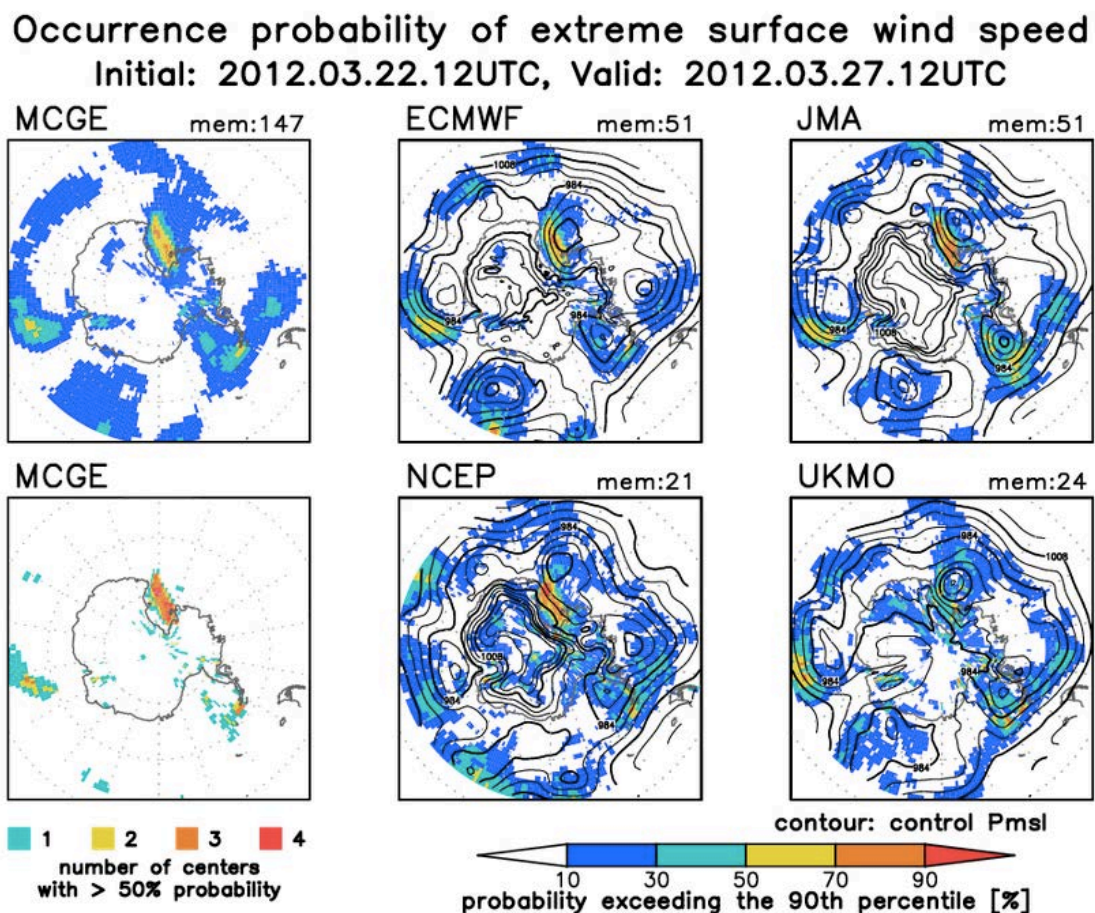 Occurrence probability of extreme surface wind speed
Initial: 2012.03.22.12UTC, Valid: 2012.03.27.12UTC
MCGE mem:147
ECMWF mem:51
JMA mem:51
1008
984
984
984
984
1008
984
MCGE
NCEP mem:21
UKMO mem:24
984
1008
984
984
984
1008
984
984
984
contour: control Pmsl
1 2 3 4
number of centers
with > 50% probability
10 30 50 70 90
probability exceeding the 90th percentile [%]